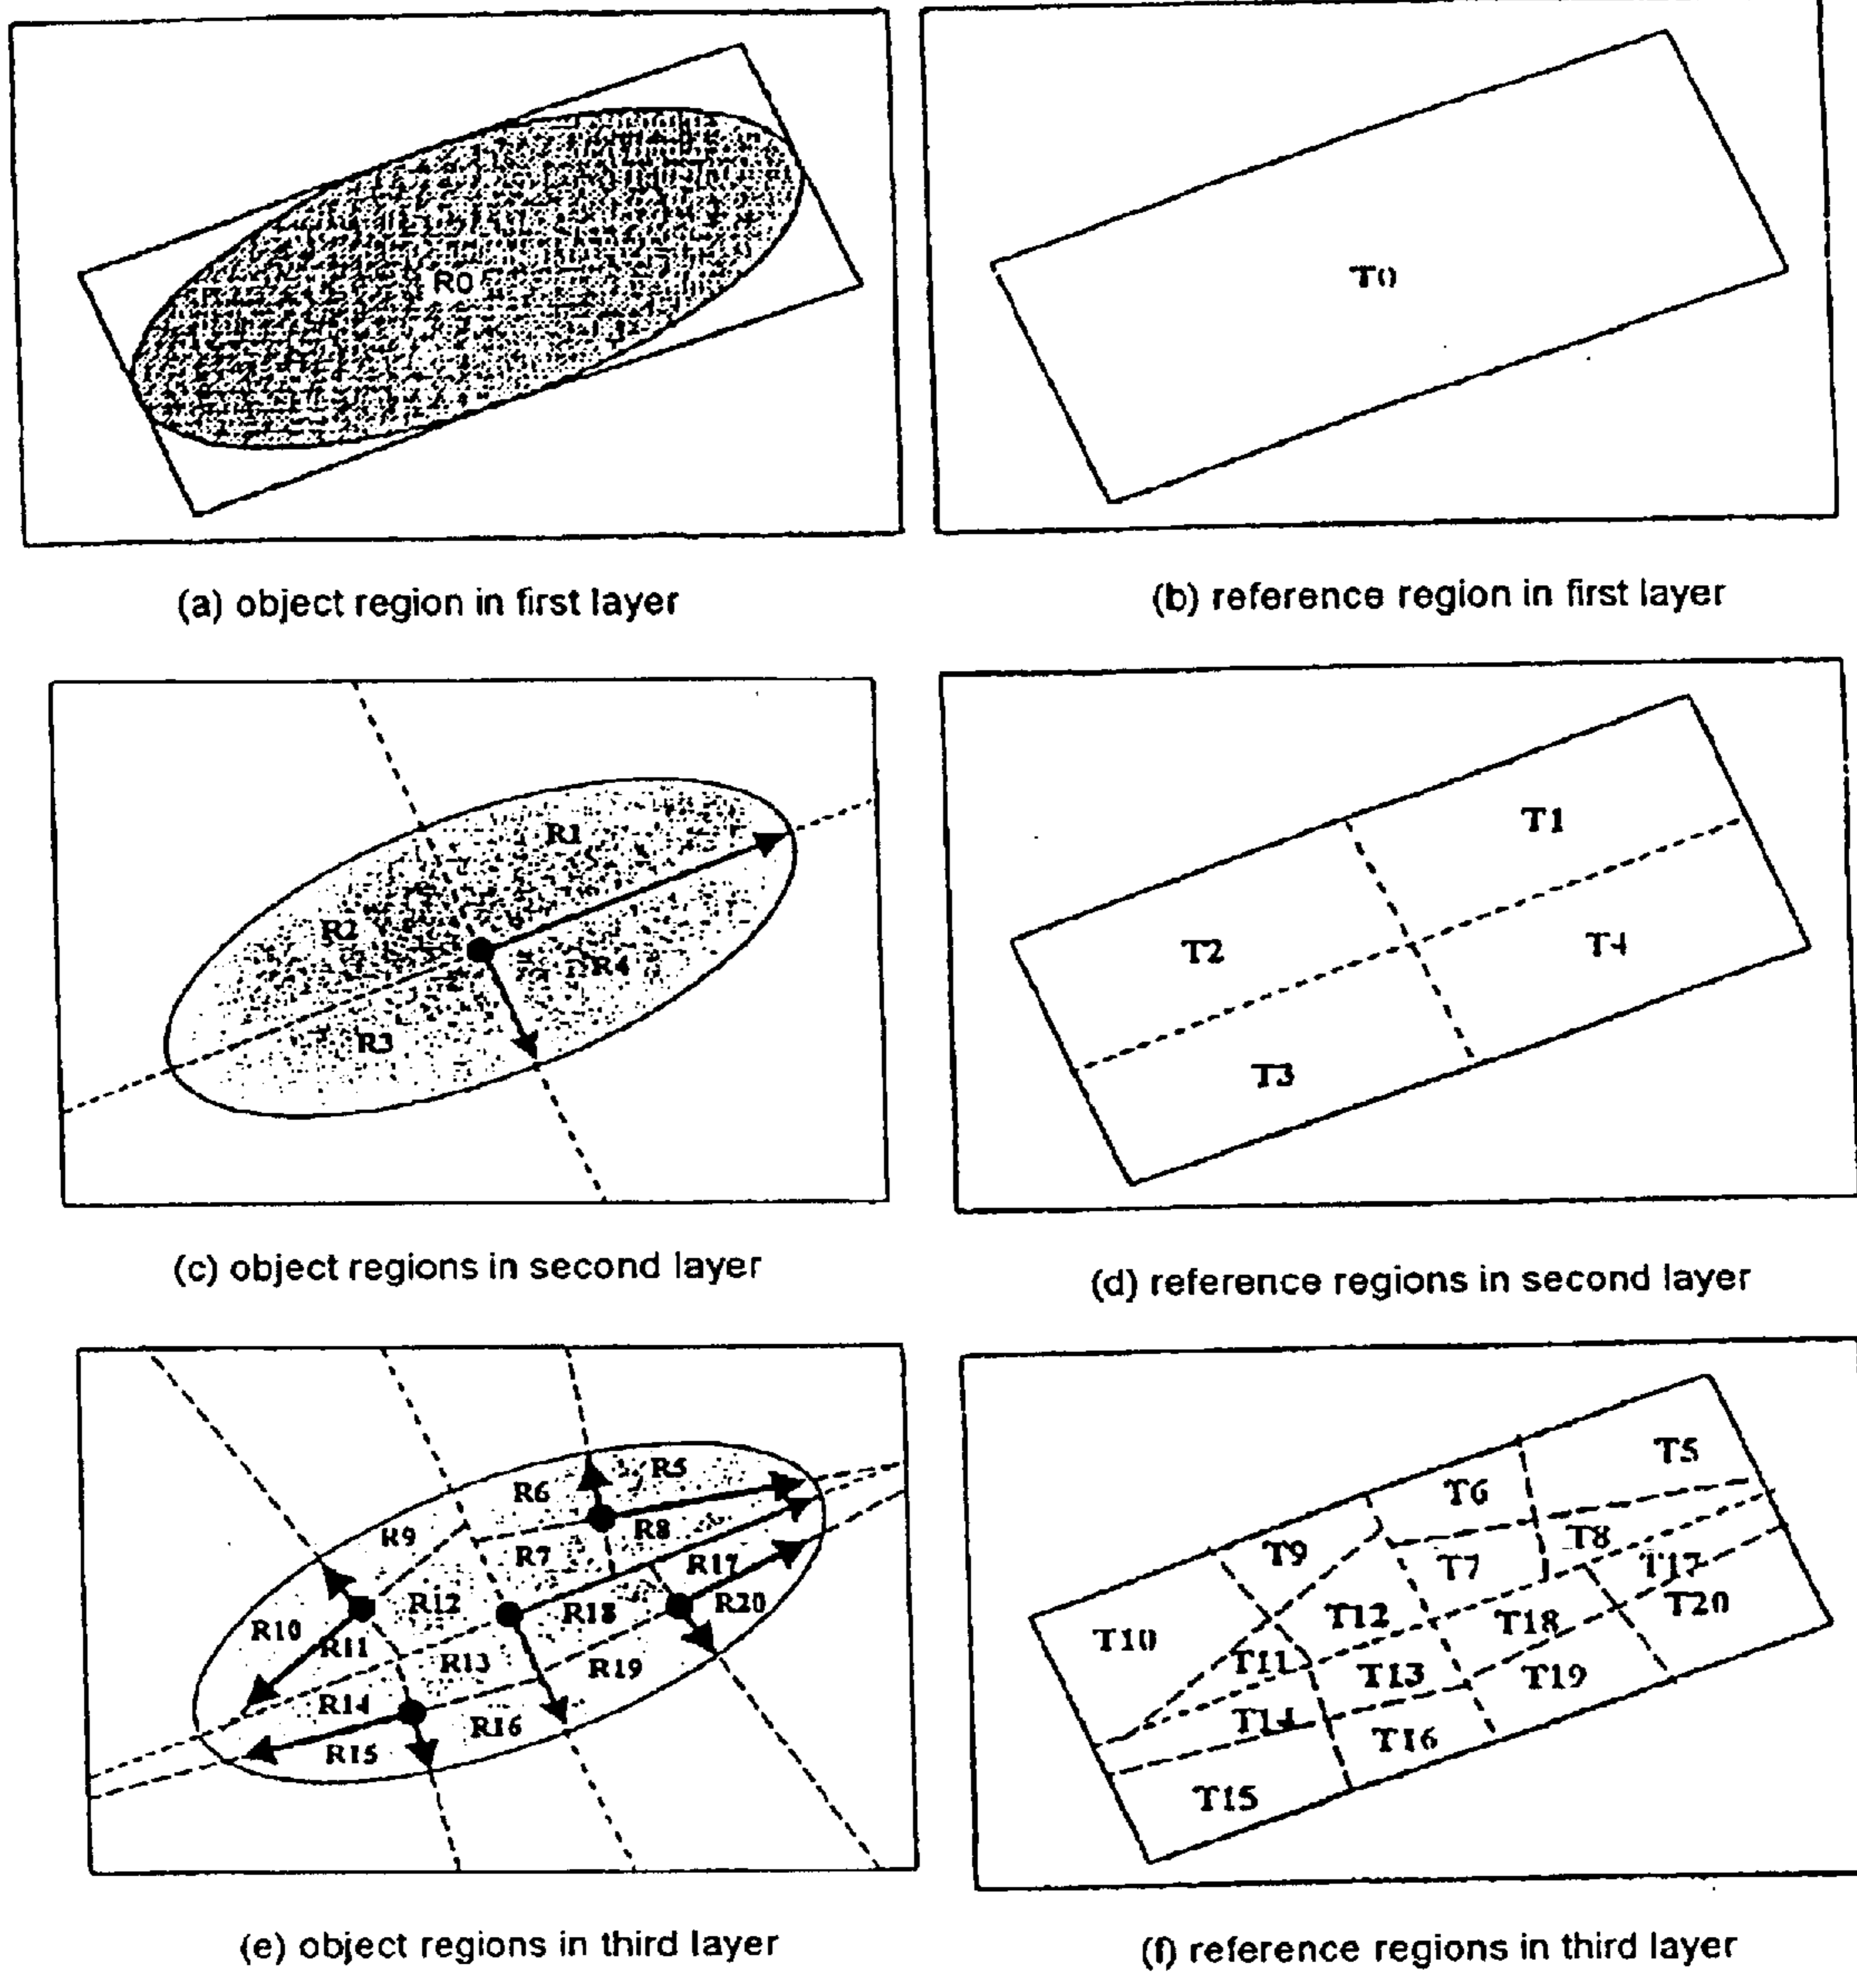 R0
T0
(a) object region in first layer
(b) reference region in first layer
R1
R2
R4
R3
T1
T2
T4
T3
(c) object regions in second layer
(d) reference regions in second layer
R5
R6
R9
R8
R7
R17
R12
R18
R20
R10
R11
R13
R19
R14
R16
R15
T5
T6
T9
T8
T7
T17
T12
T18
T20
T10
T11
T13
T19
T14
T16
T15
(e) object regions in third layer
(f) reference regions in third layer